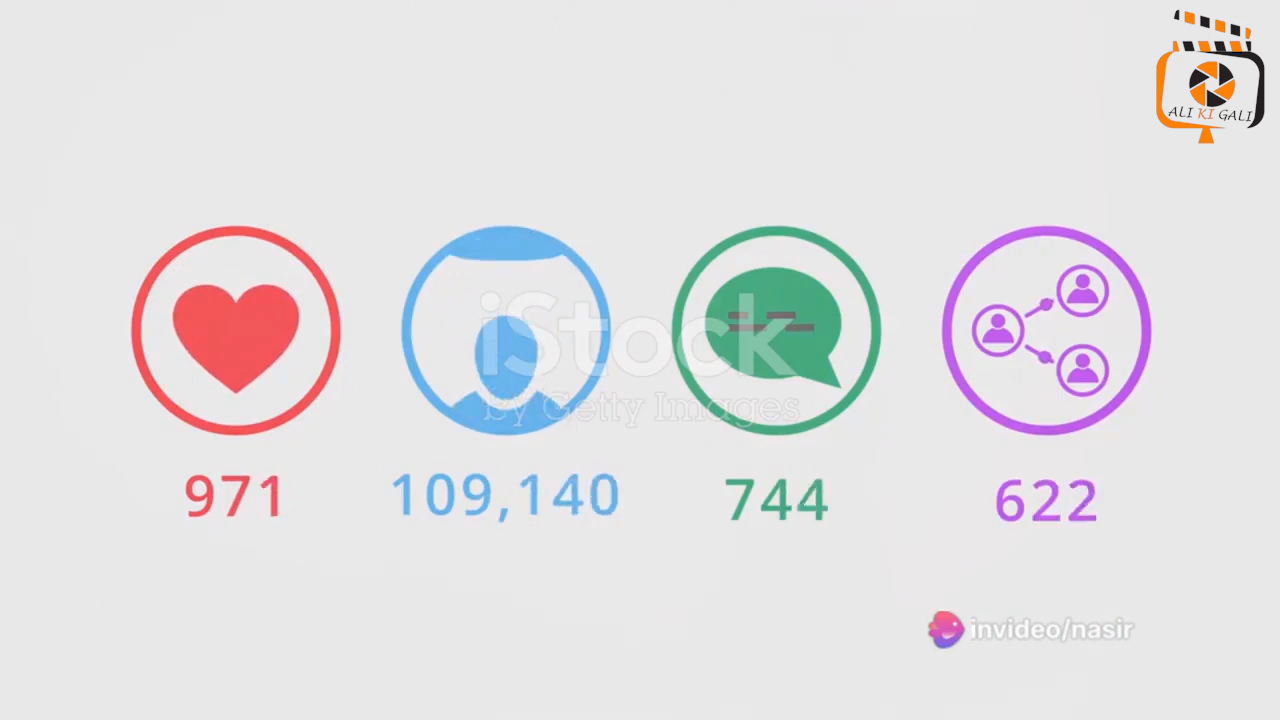 ALI KI GALI
iStock
by Getty Images
971
109,140
744
622
invideo/nasir